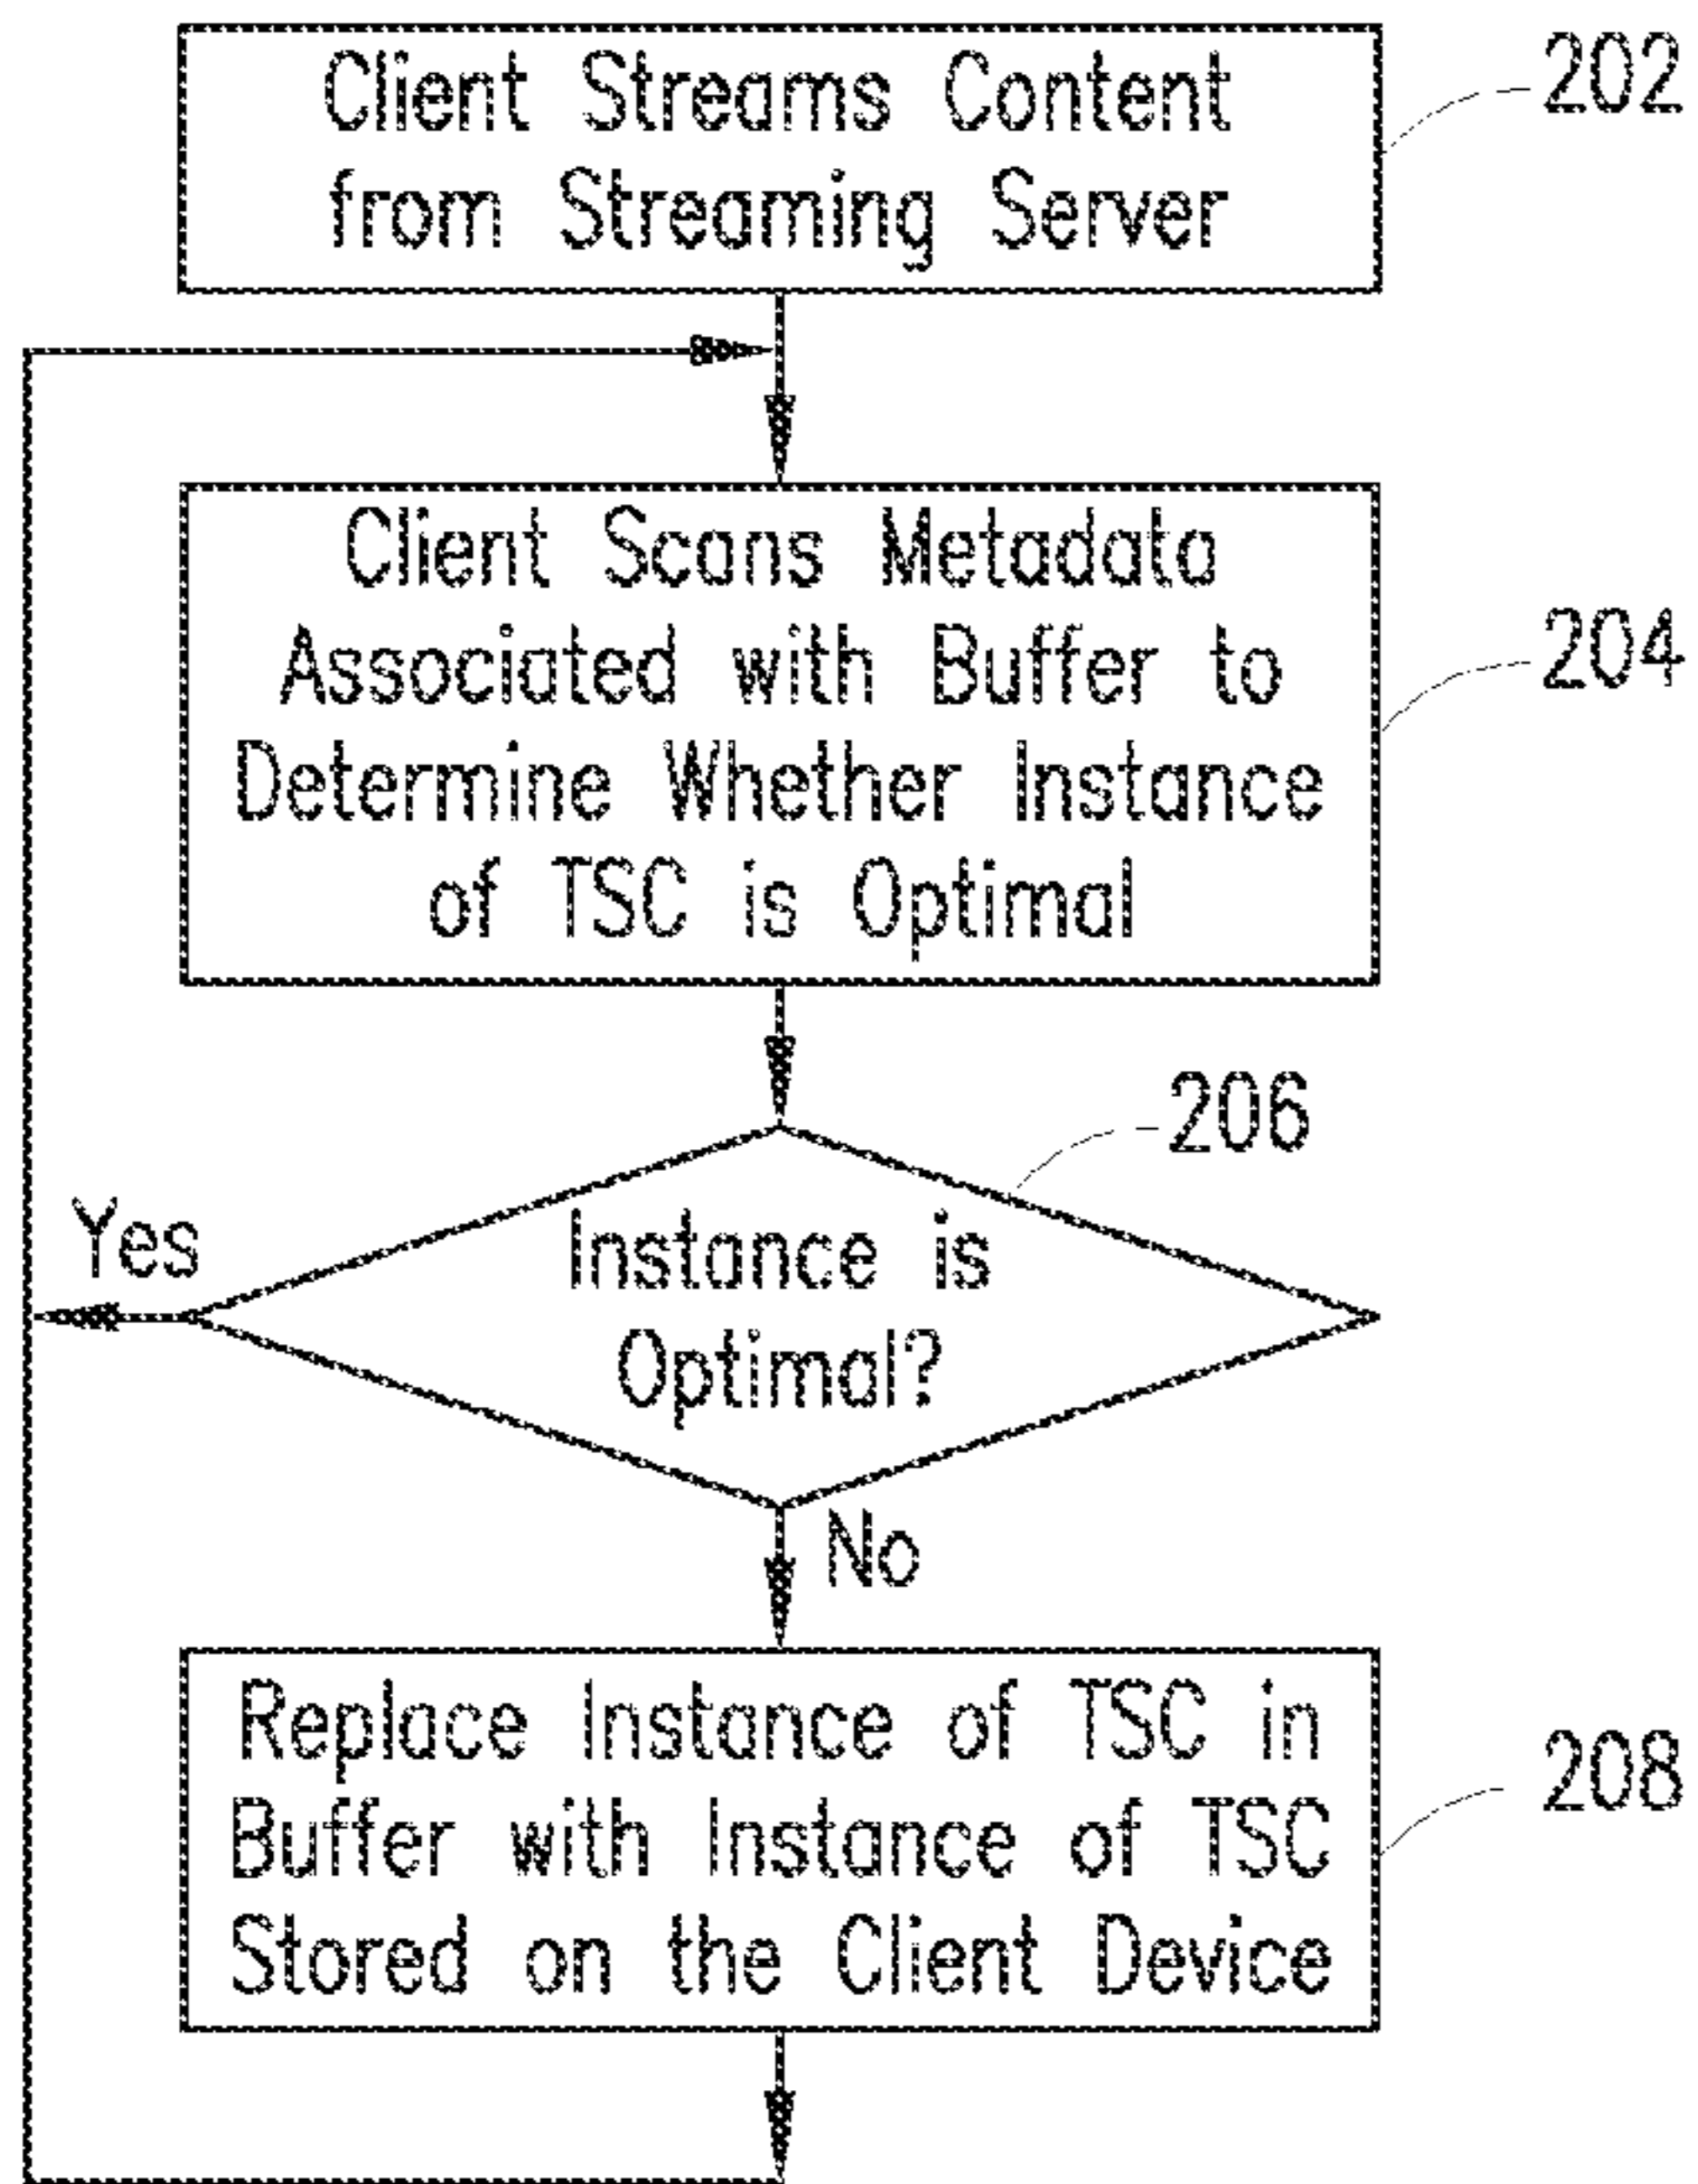 Client Streams Content
from Streaming Server
202
Client Scans Metadata
Associated with Buffer to
Determine Whether Instance
of TSC is Optimal
204
206
Yes
Instance is
Optimal?
No
Replace Instance of TSC in
Buffer with Instance of TSC
Stored on the Client Device
208